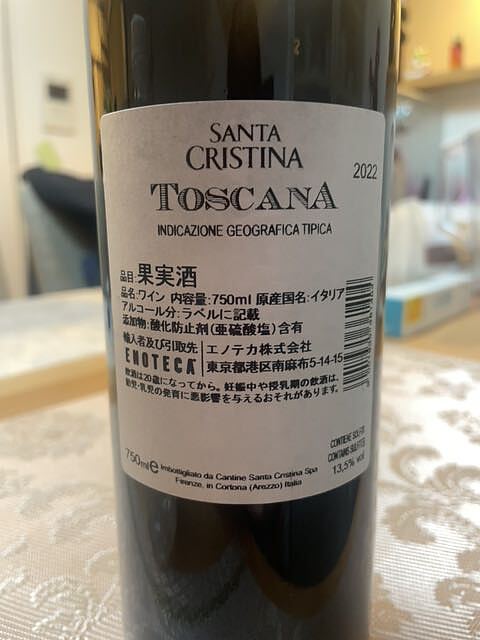 SANTA
CRISTINA
2022
TOSCANA
INDICAZIONE GEOGRAFICA TIPICA
品目:果実酒
品名:ワイン 内容量:750ml 原産国名:イタリア
アルコール分:ラベルに記載
添加物:酸化防止剤(亜硫酸塩)含有
輸入者及び引取先 エノテカ株式会社
ENOTECA 東京都港区南麻布5-14-15
飲酒は20歳になってから。妊娠中や授乳期の飲酒は、
胎児・乳児の発育に悪影響を与えるおそれがあります。
CONTIENE SOLFITI
CONTAINS SULFITES
750ml e 13,5% vol
Imbottigliato da Cantine Santa Cristina Spa
Firenze, in Cortona (Arezzo) Italia